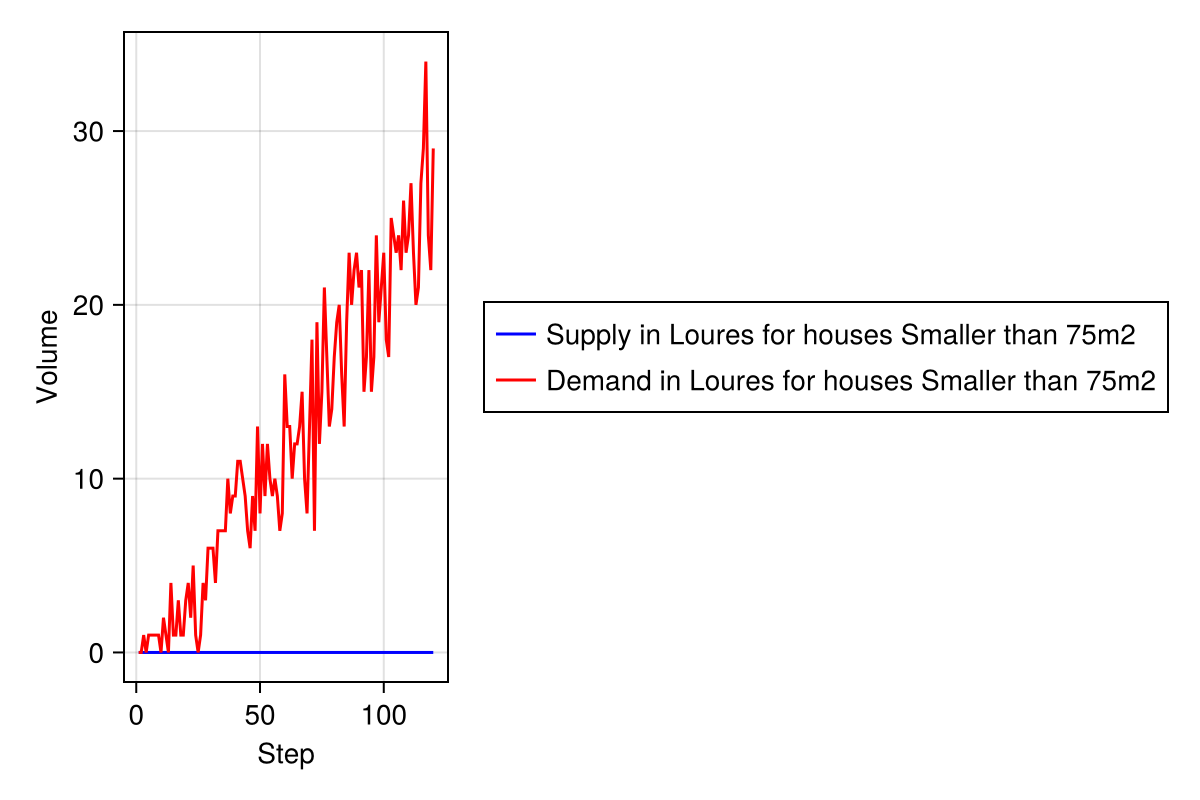 Volume
30
20
10
0
0 50 100
Step
Supply in Loures for houses Smaller than 75m2
Demand in Loures for houses Smaller than 75m2